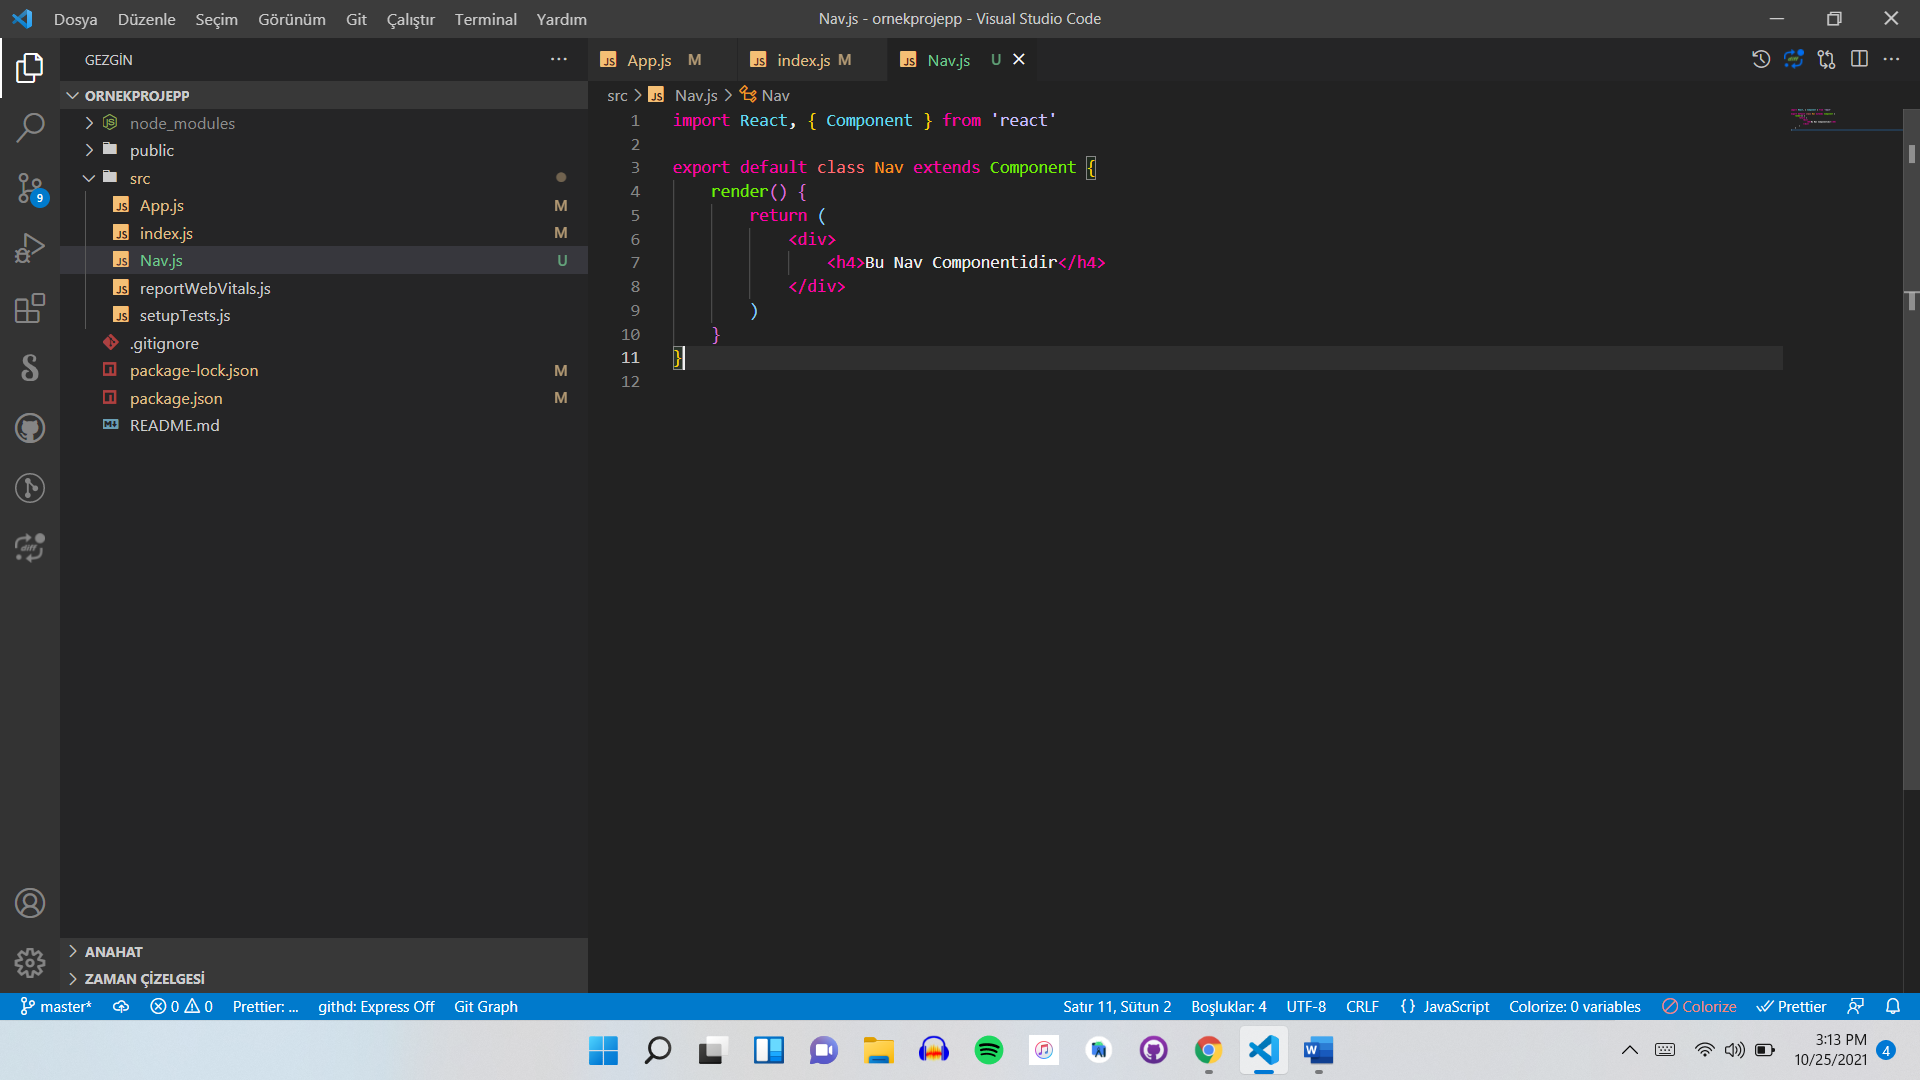 Dosya Düzenle Seçim Görünüm Git Çalıştır Terminal Yardım
Nav.js - ornekprojepp - Visual Studio Code
GEZGİN
App.js M
index.js M
Nav.js U
ORNEKPROJEPP
node_modules
public
src
App.js M
index.js M
Nav.js U
reportWebVitals.js
setupTests.js
.gitignore
package-lock.json M
package.json M
README.md
9
diff
src > JS Nav.js > Nav
1 import React, { Component } from 'react'
2
3 export default class Nav extends Component {
4 render() {
5 return (
6 <div>
7 <h4>Bu Nav Componentidir</h4>
8 </div>
9 )
10 }
11 }
12
ANAHAT
ZAMAN ÇİZELGESİ
master* 0 0 Prettier: ... githd: Express Off Git Graph
Satır 11, Sütun 2 Boşluklar: 4 UTF-8 CRLF {} JavaScript Colorize: 0 variables Colorize Prettier
3:13 PM
10/25/2021 4